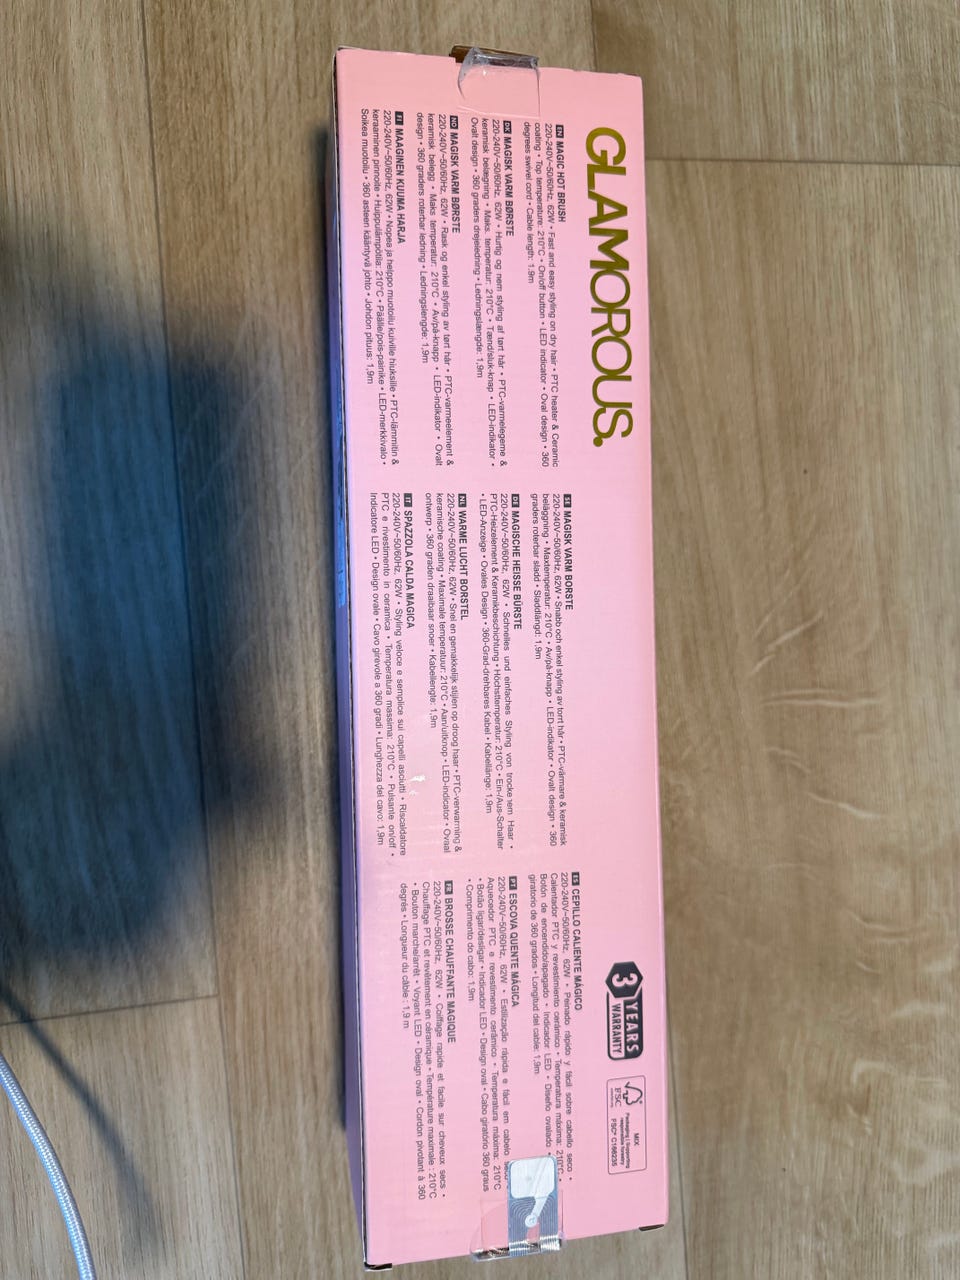 GLAMOROUS.
EN MAGIC HOT BRUSH
220-240V~50/60Hz, 62W • Fast and easy styling on dry hair • PTC heater & Ceramic
coating • Top temperature: 210°C • On/off button • LED indicator • Oval design • 360
degrees swivel cord • Cable length: 1.9m
DK MAGISK VARM BØRSTE
220-240V~50/60Hz, 62W • Hurtig og nem styling af tørt hår • PTC-varmelegeme &
keramisk belægning • Maks. temperatur: 210°C • Tænd/sluk-knap • LED-indikator •
Ovalt design • 360 graders drejeledning • Ledningslængde: 1,9m
NO MAGISK VARM BØRSTE
220-240V~50/60Hz, 62W • Rask og enkel styling av tørt hår • PTC-varmeelement &
keramisk belegg • Maks temperatur: 210°C • Av/på-knapp • LED-indikator • Ovalt
design • 360 graders roterbar ledning • Ledningslengde: 1,9m
FI MAAGINEN KUUMA HARJA
220-240V~50/60Hz, 62W • Nopea ja helppo muotoilu kuiville hiuksille • PTC-lämmitin &
keraaminen pinnoite • Huippulämpötila: 210°C • Päälle/pois-painike • LED-merkkivalo •
Soikea muotoilu • 360 asteen kääntyvä johto • Johdon pituus: 1,9m
SE MAGISK VARM BORSTE
220-240V~50/60Hz, 62W • Snabb och enkel styling av torrt hår • PTC-värmare & keramisk
beläggning • Maxtemperatur: 210°C • Av/på-knapp • LED-indikator • Ovalt design • 360
graders roterbar sladd • Sladdlängd: 1,9m
DE MAGISCHE HEISSE BÜRSTE
220-240V~50/60Hz, 62W • Schnelles und einfaches Styling von trockenem Haar •
PTC-Heizelement & Keramikbeschichtung • Höchsttemperatur: 210°C • Ein-/Aus-Schalter
• LED-Anzeige • Ovales Design • 360-Grad-drehbares Kabel • Kabellänge: 1,9m
NL WARME LUCHT BORSTEL
220-240V~50/60Hz, 62W • Snel en gemakkelijk stijlen op droog haar • PTC-verwarming &
keramische coating • Maximale temperatuur: 210°C • Aan/uitknop • LED-indicator • Ovaal
ontwerp • 360 graden draaibaar snoer • Kabellengte: 1,9m
IT SPAZZOLA CALDA MAGICA
220-240V~50/60Hz, 62W • Styling veloce e semplice sui capelli asciutti • Riscaldatore
PTC e rivestimento in ceramica • Temperatura massima: 210°C • Pulsante on/off •
Indicatore LED • Design ovale • Cavo girevole a 360 gradi • Lunghezza del cavo: 1,9m
ES CEPILLO CALIENTE MÁGICO
220-240V~50/60Hz, 62W • Peinado rápido y fácil sobre cabello seco •
Calentador PTC y revestimiento cerámico • Temperatura máxima: 210°C •
Botón de encendido/apagado • Indicador LED • Diseño ovalado •
giratorio de 360 grados • Longitud del cable: 1,9m
PT ESCOVA QUENTE MÁGICA
220-240V~50/60Hz, 62W • Estilização rápida e fácil em cabelo seco •
Aquecedor PTC e revestimento cerâmico • Temperatura máxima: 210°C
• Botão ligar/desligar • Indicador LED • Design oval • Cabo giratório 360 graus
• Comprimento do cabo: 1,9m
FR BROSSE CHAUFFANTE MAGIQUE
220-240V~50/60Hz, 62W • Coiffage rapide et facile sur cheveux secs •
Chauffage PTC et revêtement en céramique • Température maximale : 210°C
• Bouton marche/arrêt • Voyant LED • Design oval • Cordon pivotant à 360
degrés • Longueur du câble : 1,9 m
3 YEARS
WARRANTY
FSC
MIX
Packaging | Supporting
responsible forestry
FSC® C166235